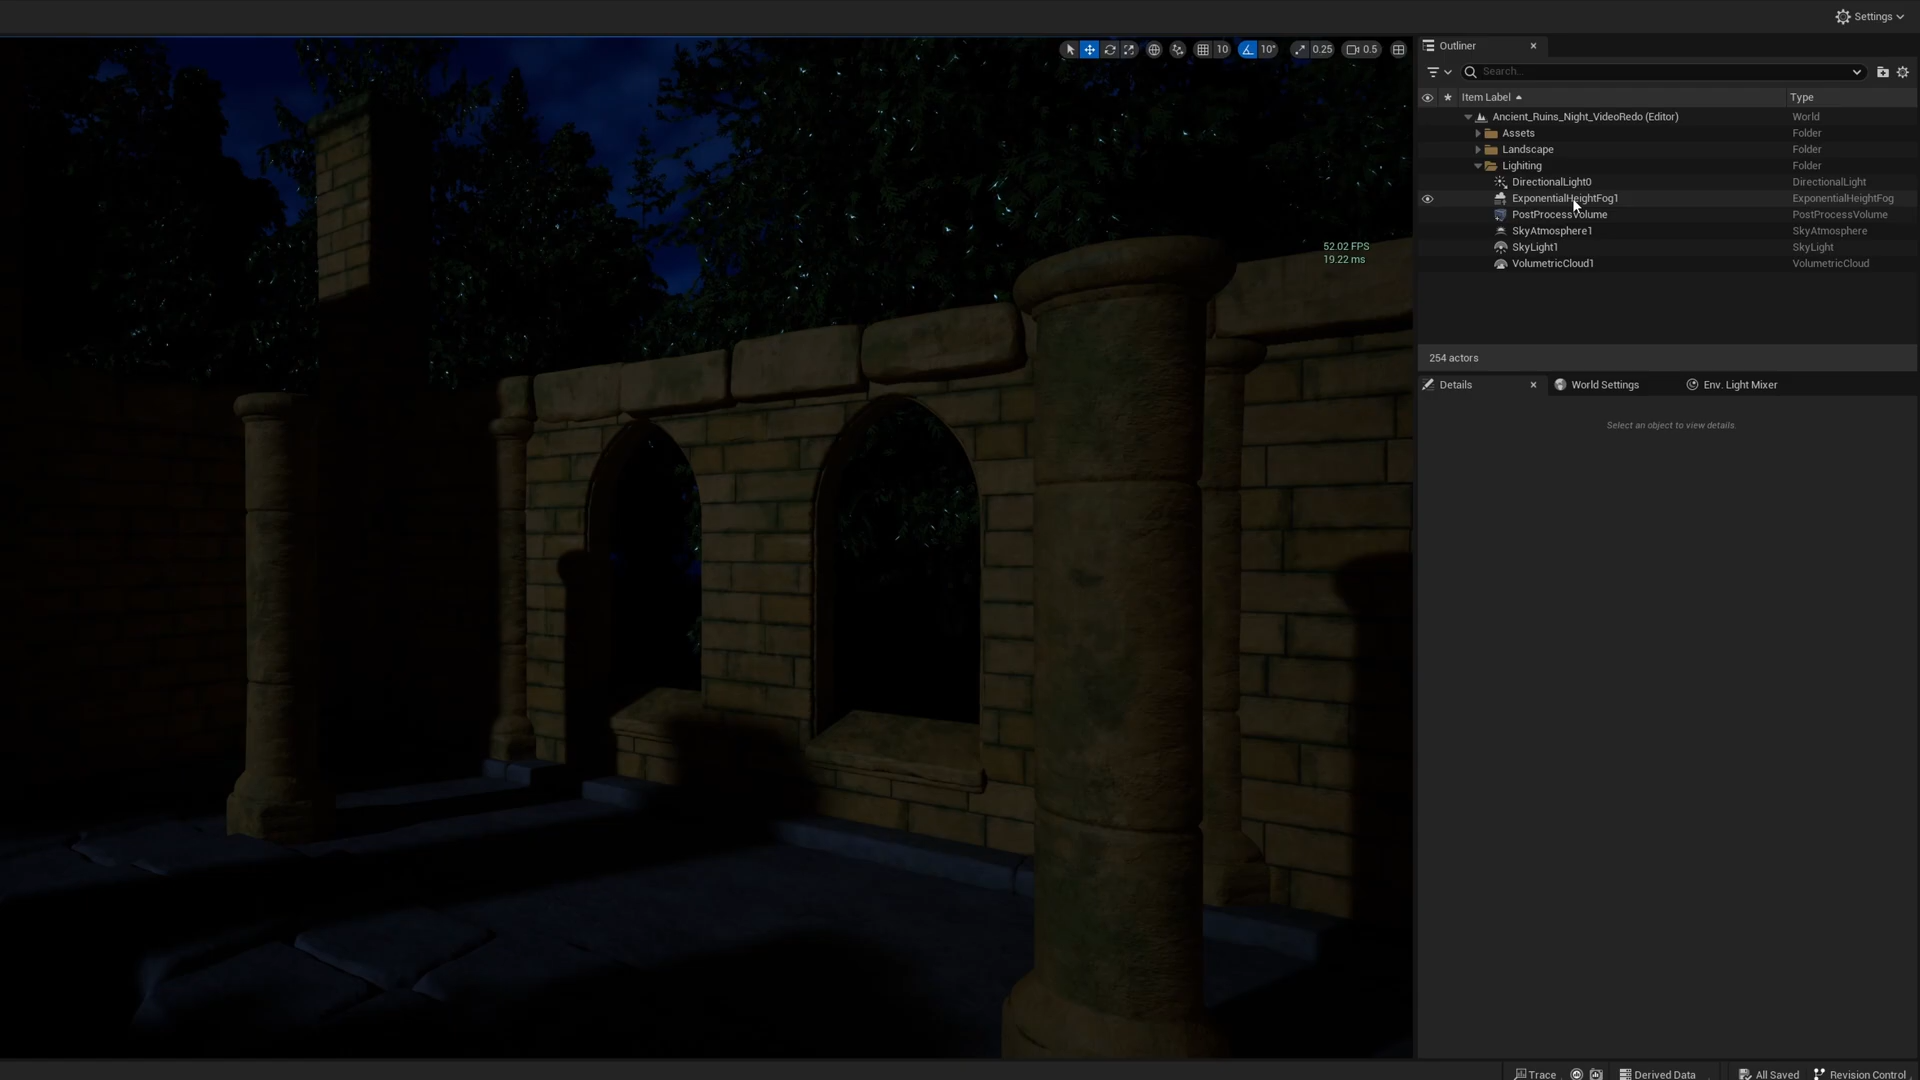 Settings
10
10°
0.25
0.5
Outliner
Search...
Item Label
Type
Ancient_Ruins_Night_VideoRedo (Editor)
World
Assets
Folder
Landscape
Folder
Lighiting
Folder
DirectionalLight0
DirectionalLight
ExponentialHeightFog1
ExponentialHeightFog
PostProcessVolume
PostProcessVolume
SkyAtmosphere1
SkyAtmosphere
SkyLight1
SkyLight
VolumetricCloud1
VolumetricCloud
52.02 FPS
19.22 ms
254 actors
Details
World Settings
Env. Light Mixer
Select an object to view details.
Trace
Derived Data
All Saved
Revision Control